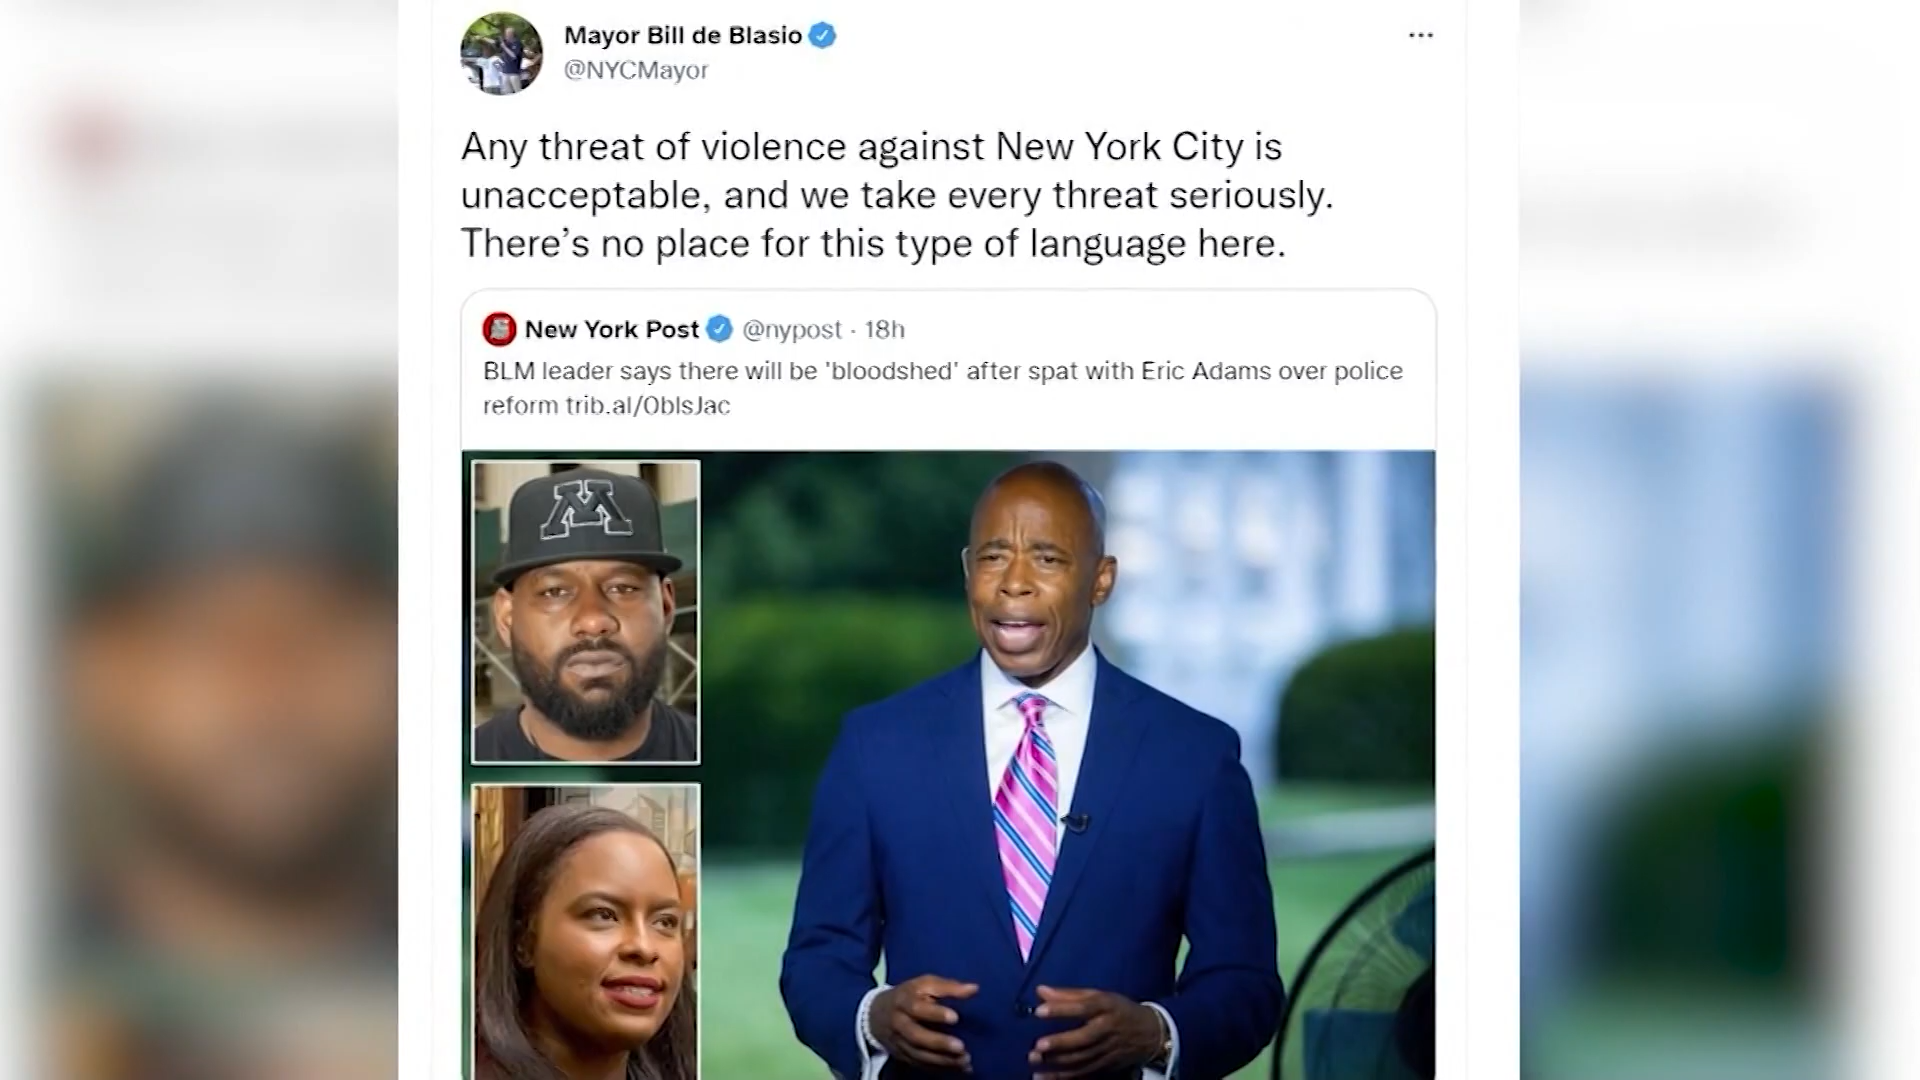 Mayor Bill de Blasio
@NYCMayor
Any threat of violence against New York City is
unacceptable, and we take every threat seriously.
There’s no place for this type of language here.
New York Post @nypost · 18h
BLM leader says there will be 'bloodshed' after spat with Eric Adams over police
reform trib.al/0blsJac
M